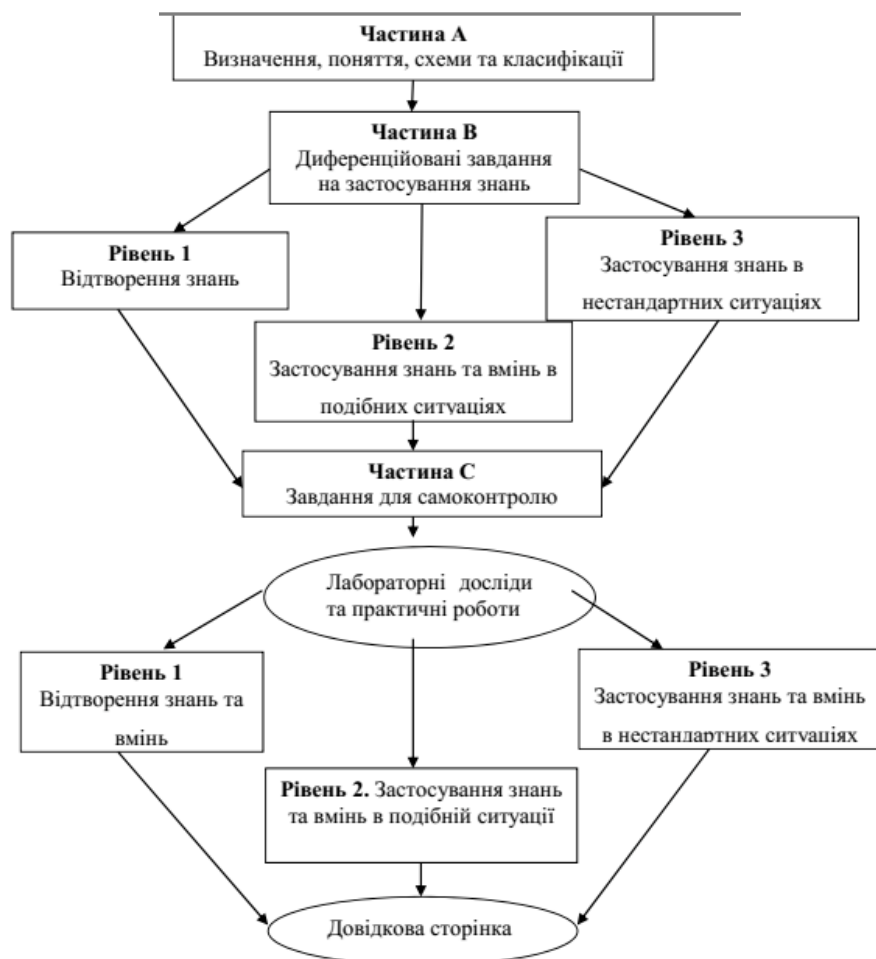 Частина А
Визначення, поняття, схеми та класифікації
Частина В
Диференційовані завдання
на застосування знань
Рівень 1
Відтворення знань
Рівень 3
Застосування знань в
нестандартних ситуаціях
Рівень 2
Застосування знань та вмінь в
подібних ситуаціях
Частина С
Завдання для самоконтролю
Лабораторні досліди
та практичні роботи
Рівень 1
Відтворення знань та
вмінь
Рівень 3
Застосування знань та вмінь
в нестандартних ситуаціях
Рівень 2. Застосування знань
та вмінь в подібній ситуації
Довідкова сторінка